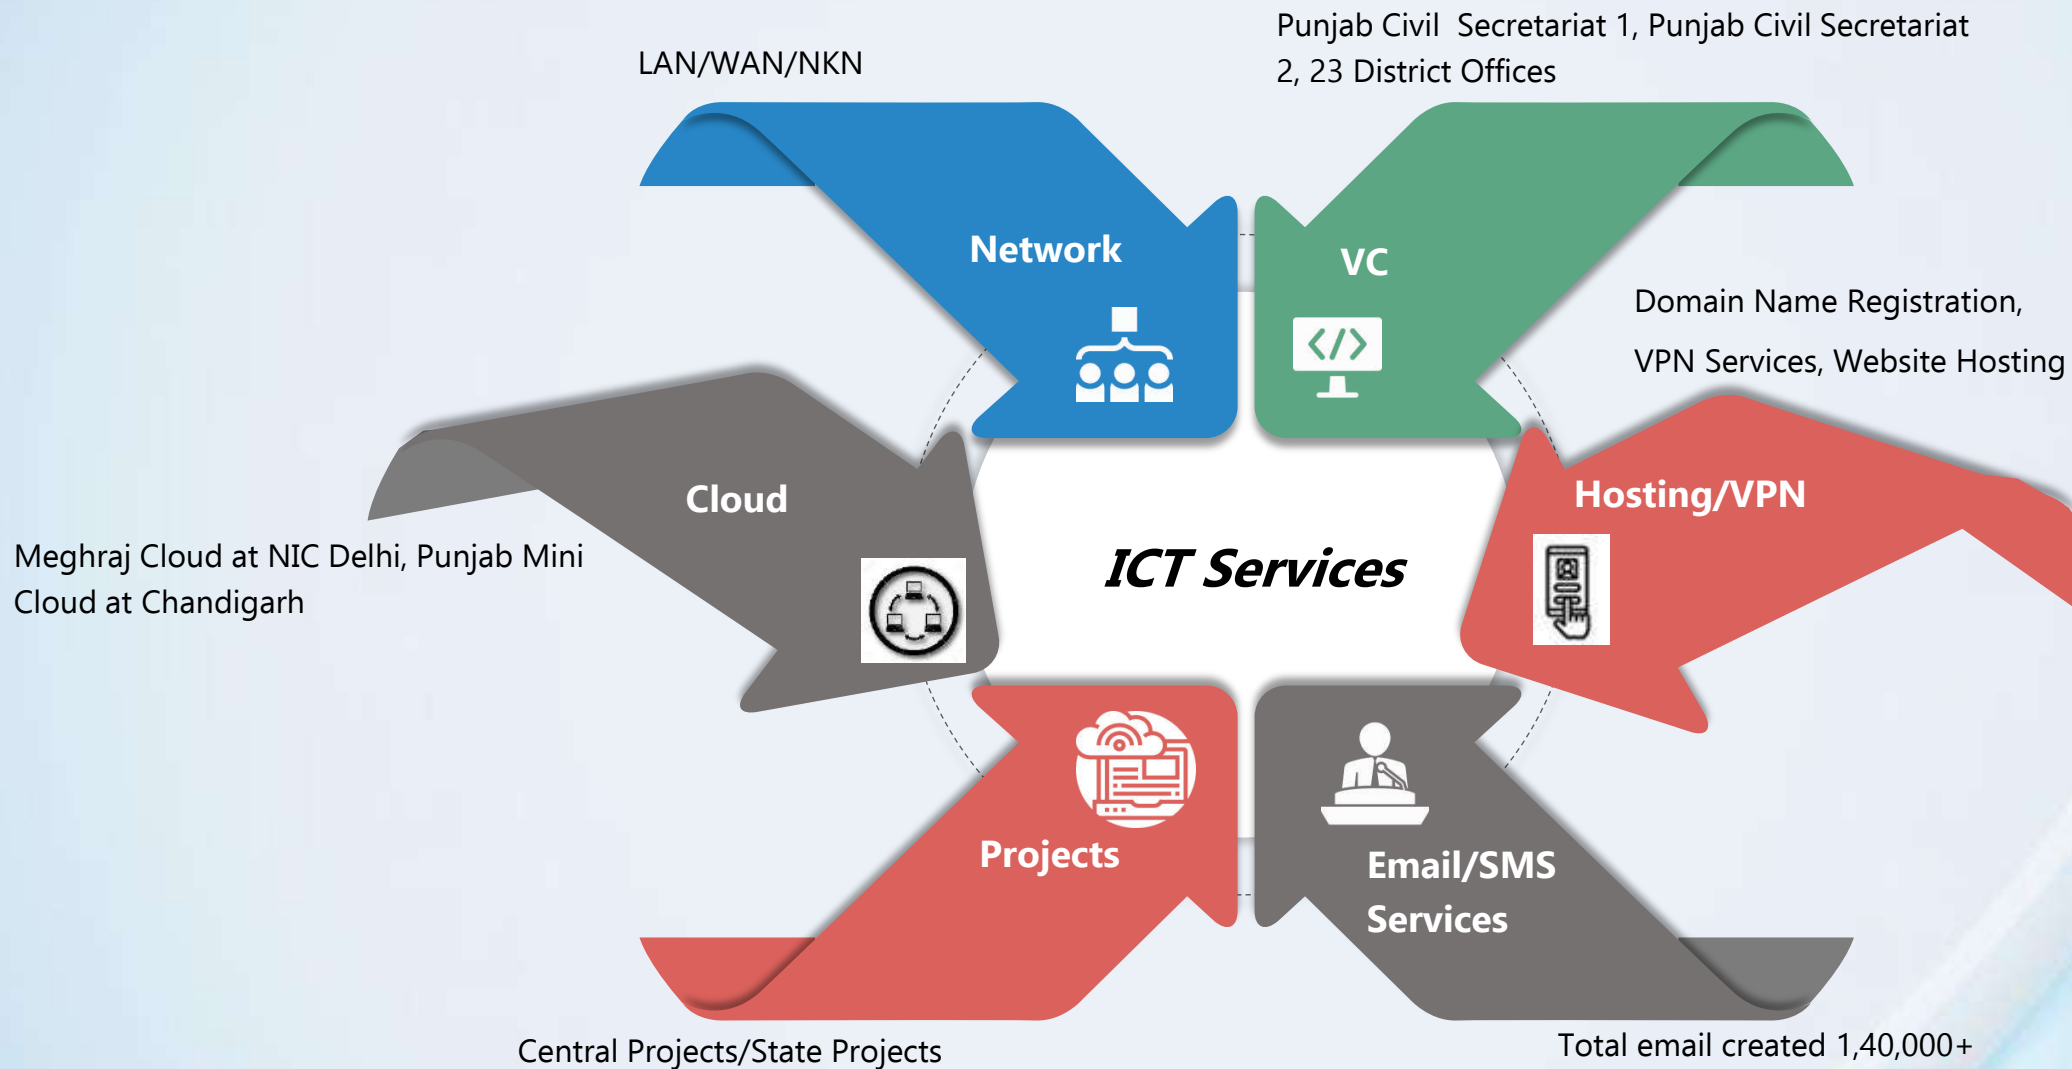 LAN/WAN/NKN
Punjab Civil  Secretariat 1, Punjab Civil Secretariat
2, 23 District Offices
Network
VC
Domain Name Registration,
VPN Services, Website Hosting
Cloud
Hosting/VPN
Meghraj Cloud at NIC Delhi, Punjab Mini
Cloud at Chandigarh
ICT Services
Projects
Email/SMS
Services
Central Projects/State Projects
Total email created 1,40,000+